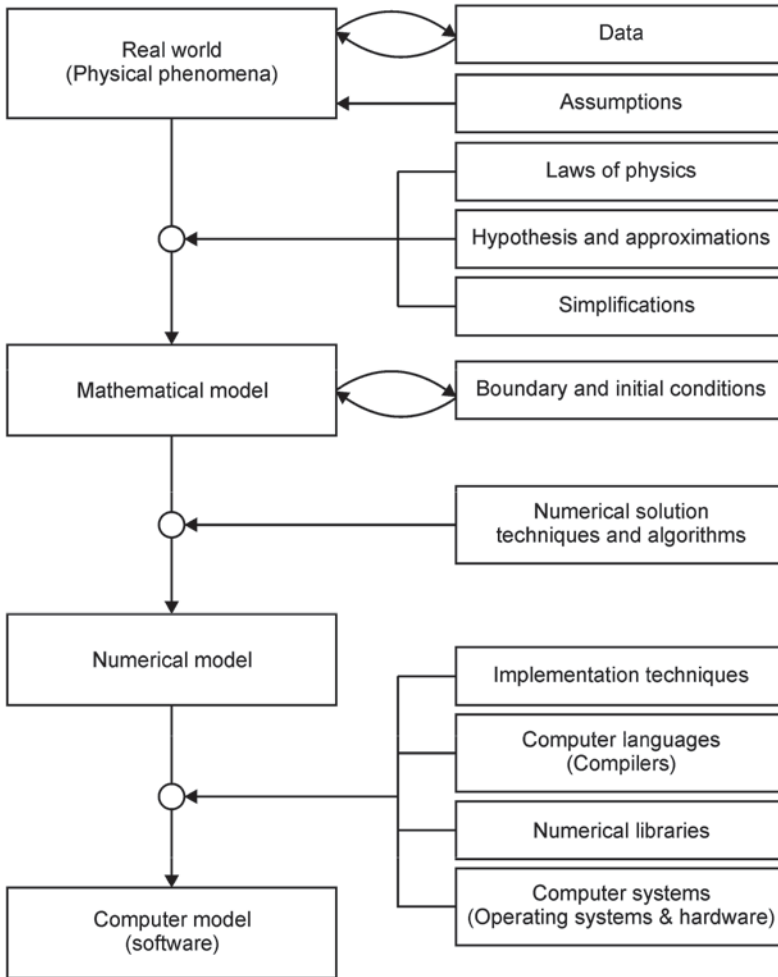 Real world
(Physical phenomena)
Data
Assumptions
Laws of physics
Hypothesis and approximations
Simplifications
Mathematical model
Boundary and initial conditions
Numerical solution
techniques and algorithms
Numerical model
Implementation techniques
Computer languages
(Compilers)
Numerical libraries
Computer systems
(Operating systems & hardware)
Computer model
(software)